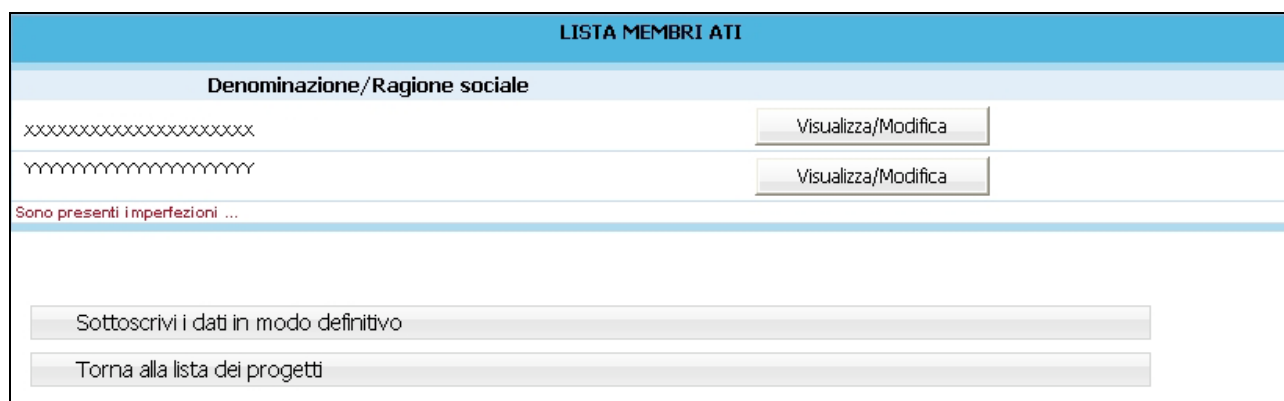 LISTA MEMBRI ATI
Denominazione/Ragione sociale
XXXXXXXXXXXXXXXXXXXXX Visualizza/Modifica
YYYYYYYYYYYYYYYYYYYY Visualizza/Modifica
Sono presenti imperfezioni ...
Sottoscrivi i dati in modo definitivo
Torna alla lista dei progetti